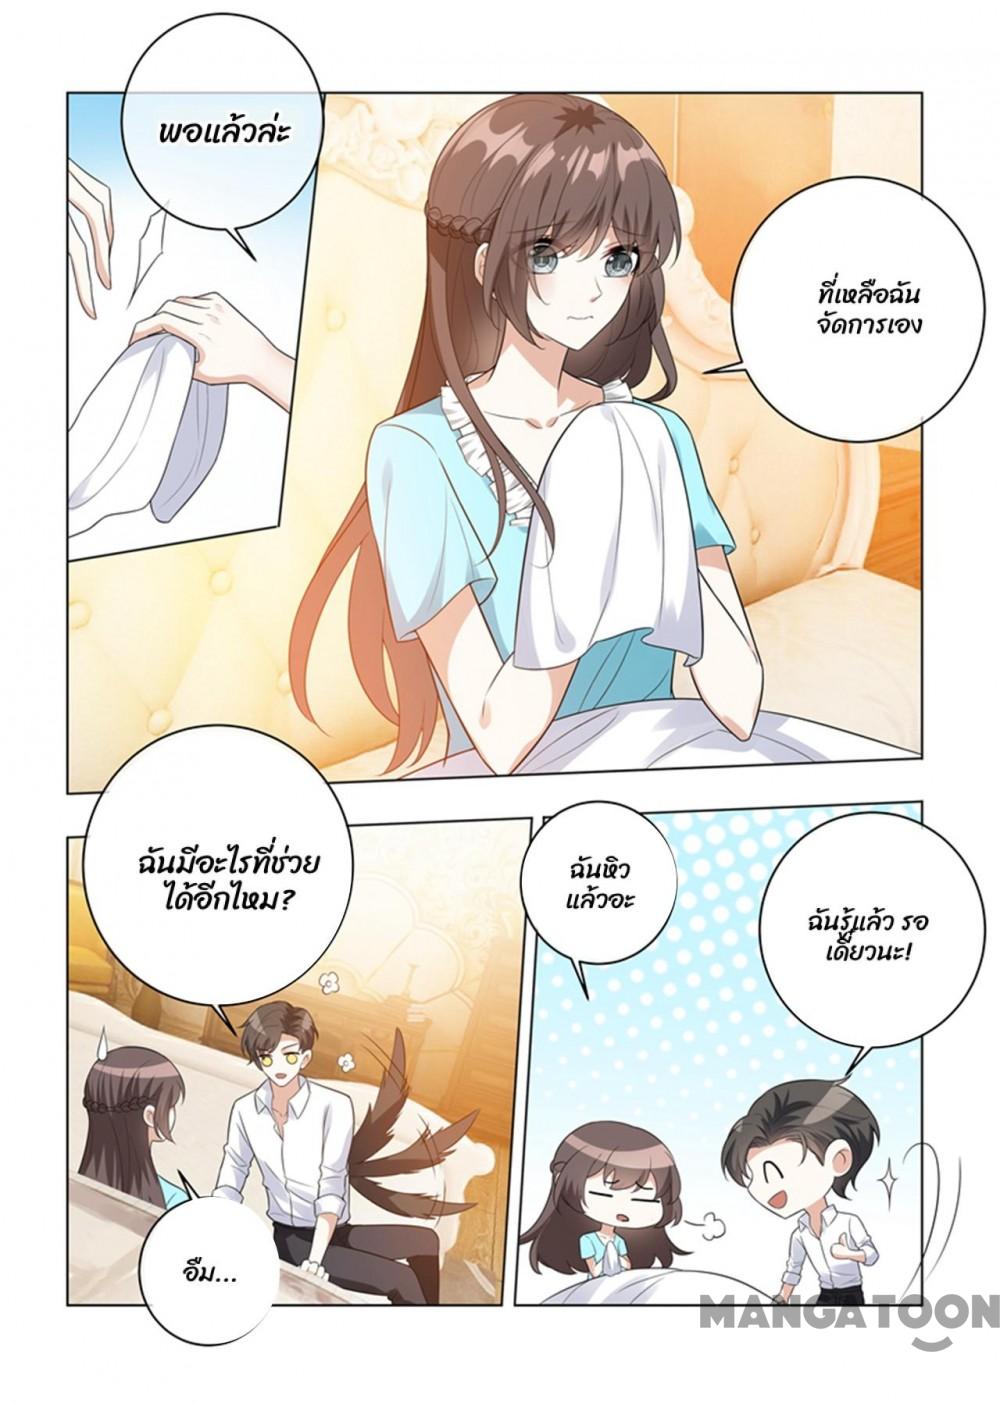 พอแล้วล่ะ
ที่เหลือฉัน
จัดการเอง
ฉันมีอะไรที่ช่วย
ได้อีกไหม?
อืม...
ฉันหิว
แล้วอะ
ฉันรู้แล้ว รอ
เดี๋ยวนะ!
MANGATOON